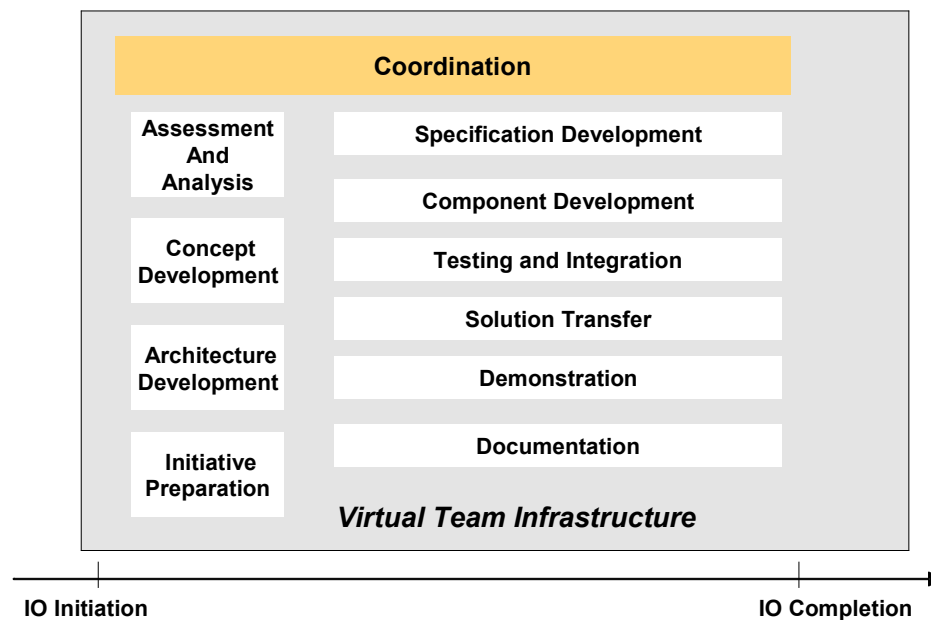 Coordination
Assessment
And
Analysis
Concept
Development
Architecture
Development
Initiative
Preparation
Specification Development
Component Development
Testing and Integration
Solution Transfer
Demonstration
Documentation
Virtual Team Infrastructure
IO Initiation
IO Completion